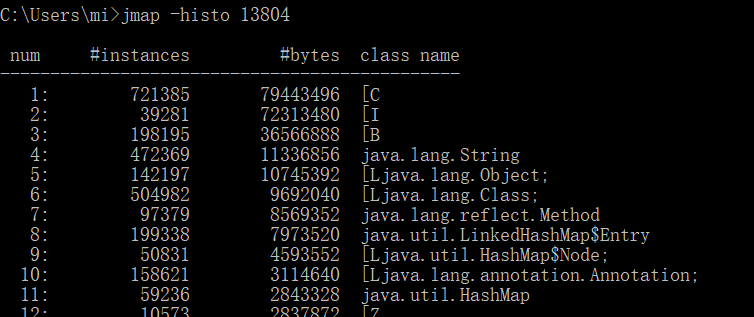 C:\Users\mi>jmap -histo 13804
num #instances #bytes class name
----------------------------------------------
1: 721385 79443496 [C
2: 39281 72313480 [I
3: 198195 36566888 [B
4: 472369 11336856 java.lang.String
5: 142197 10745392 [Ljava.lang.Object;
6: 504982 9692040 [Ljava.lang.Class;
7: 97379 8569352 java.lang.reflect.Method
8: 199338 7973520 java.util.LinkedHashMap$Entry
9: 50831 4593552 [Ljava.util.HashMap$Node;
10: 158621 3114640 [Ljava.lang.annotation.Annotation;
11: 59236 2843328 java.util.HashMap
12: 10573 2837872 [Z